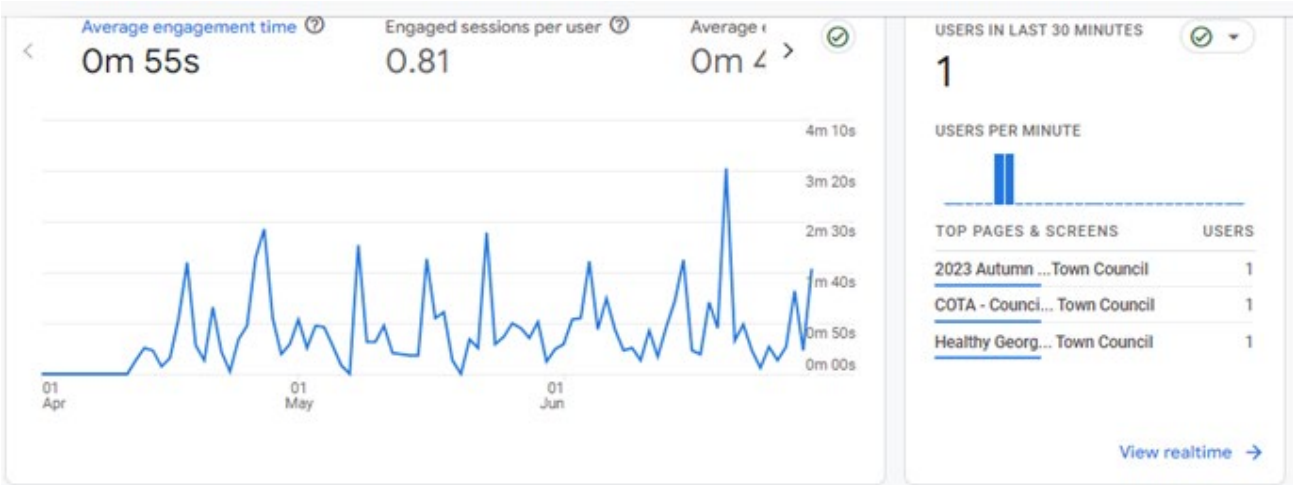 Average engagement time
0m 55s
Engaged sessions per user
0.81
Average
0m 4
4m 10s
3m 20s
2m 30s
1m 40s
0m 50s
0m 00s
01
Apr
01
May
01
Jun
USERS IN LAST 30 MINUTES
1
USERS PER MINUTE
TOP PAGES & SCREENS USERS
2023 Autumn ...Town Council 1
COTA - Counci... Town Council 1
Healthy Georg... Town Council 1
View realtime